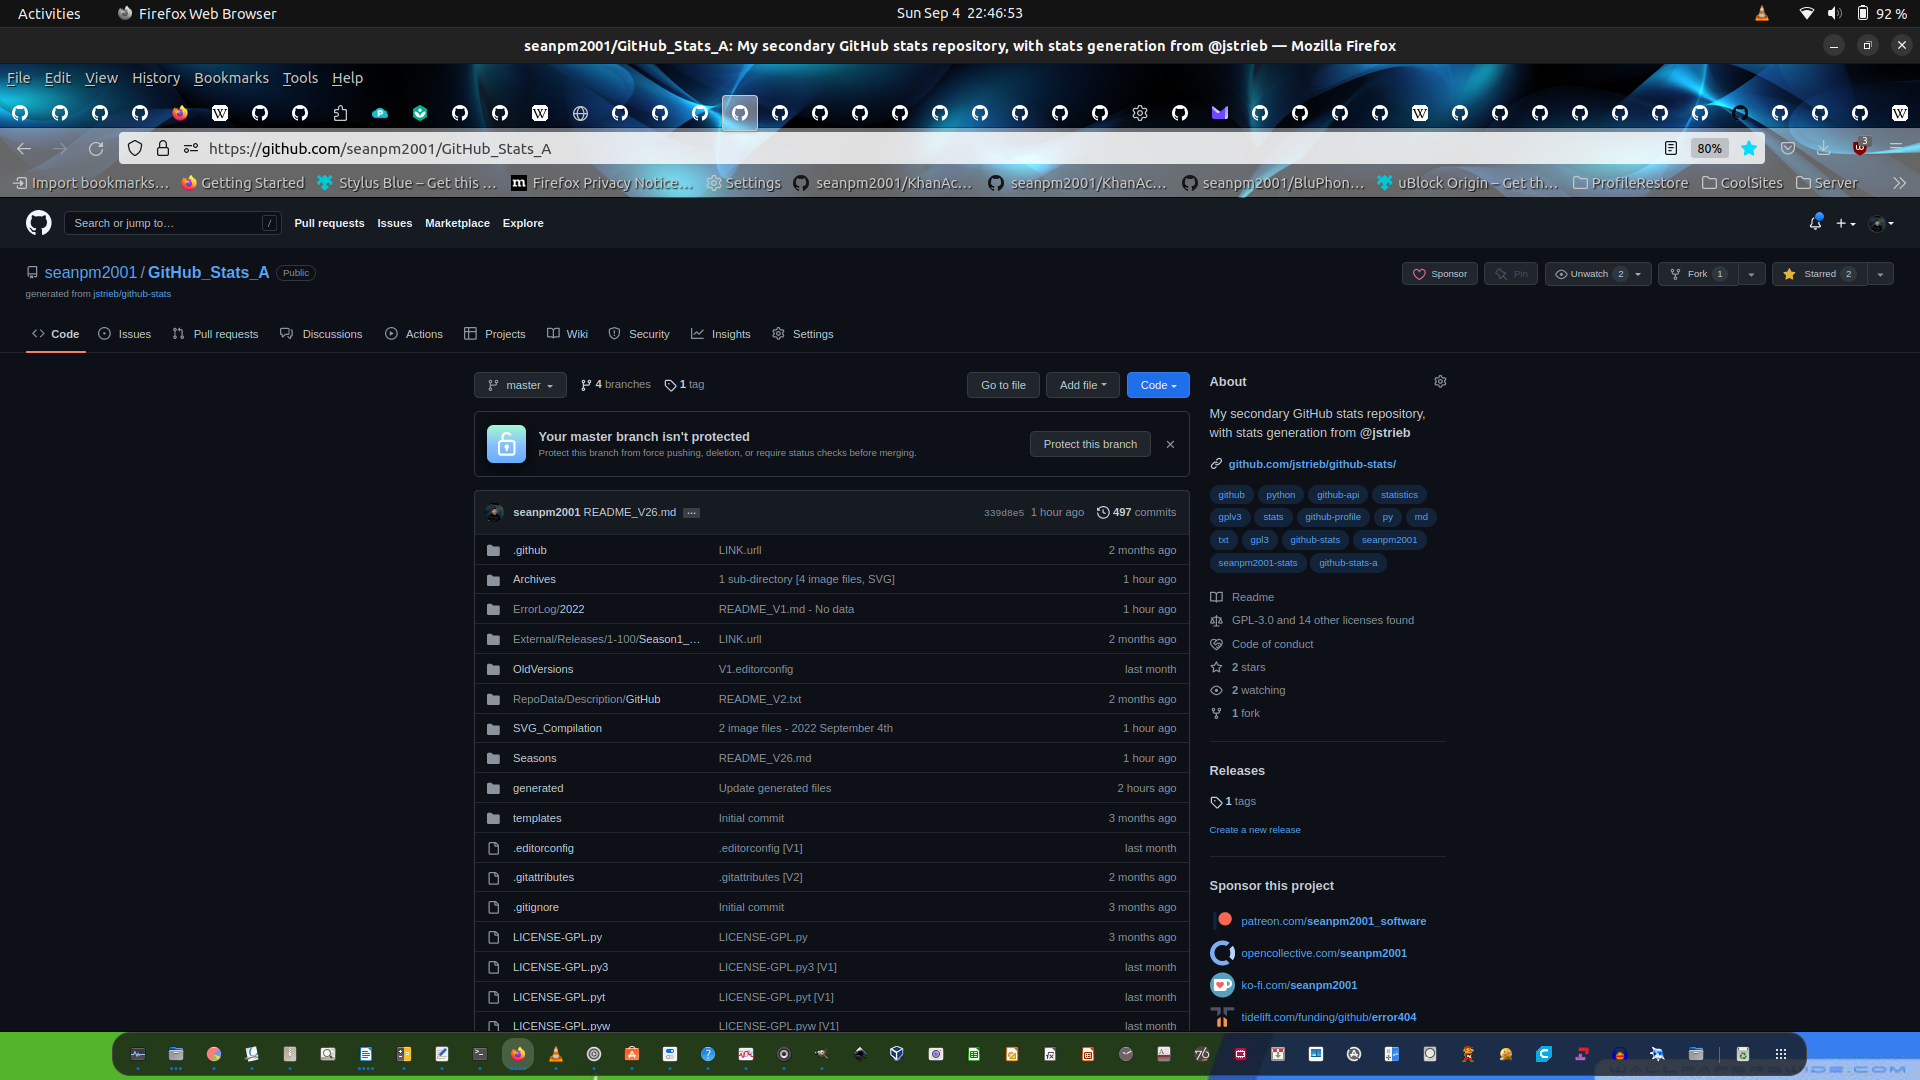 Activities Firefox Web Browser Sun Sep 4 22:46:53 92 %
seanpm2001/GitHub_Stats_A: My secondary GitHub stats repository, with stats generation from @jstrieb — Mozilla Firefox
File Edit View History Bookmarks Tools Help
https://github.com/seanpm2001/GitHub_Stats_A 80% 3
Import bookmarks... Getting Started Stylus Blue – Get this ... Firefox Privacy Notice... Settings seanpm2001/KhanAc... seanpm2001/KhanAc... seanpm2001/BluPhon... uBlock Origin – Get th... ProfileRestore CoolSites Server
Search or jump to... / Pull requests Issues Marketplace Explore
seanpm2001 / GitHub_Stats_A Public Sponsor Pin Unwatch 2 Fork 1 Starred 2
generated from jstrieb/github-stats
Code Issues Pull requests Discussions Actions Projects Wiki Security Insights Settings
master 4 branches 1 tag Go to file Add file Code
Your master branch isn't protected
Protect this branch from force pushing, deletion, or require status checks before merging.
Protect this branch
seanpm2001 README_V26.md ... 339d8e5 1 hour ago 497 commits
.github LINK.urll 2 months ago
Archives 1 sub-directory [4 image files, SVG] 1 hour ago
ErrorLog/2022 README_V1.md - No data 1 hour ago
External/Releases/1-100/Season1_... LINK.urll 2 months ago
OldVersions V1.editorconfig last month
RepoData/Description/GitHub README_V2.txt 2 months ago
SVG_Compilation 2 image files - 2022 September 4th 1 hour ago
Seasons README_V26.md 1 hour ago
generated Update generated files 2 hours ago
templates Initial commit 3 months ago
.editorconfig .editorconfig [V1] last month
.gitattributes .gitattributes [V2] 2 months ago
.gitignore Initial commit 3 months ago
LICENSE-GPL.py LICENSE-GPL.py 3 months ago
LICENSE-GPL.py3 LICENSE-GPL.py3 [V1] last month
LICENSE-GPL.pyt LICENSE-GPL.pyt [V1] last month
LICENSE-GPL.pyw LICENSE-GPL.pyw [V1] last month
About
My secondary GitHub stats repository,
with stats generation from @jstrieb
github.com/jstrieb/github-stats/
github python github-api statistics
gplv3 stats github-profile py md
txt gpl3 github-stats seanpm2001
seanpm2001-stats github-stats-a
Readme
GPL-3.0 and 14 other licenses found
Code of conduct
2 stars
2 watching
1 fork
Releases
1 tags
Create a new release
Sponsor this project
patreon.com/seanpm2001_software
opencollective.com/seanpm2001
ko-fi.com/seanpm2001
tidelift.com/funding/github/error404